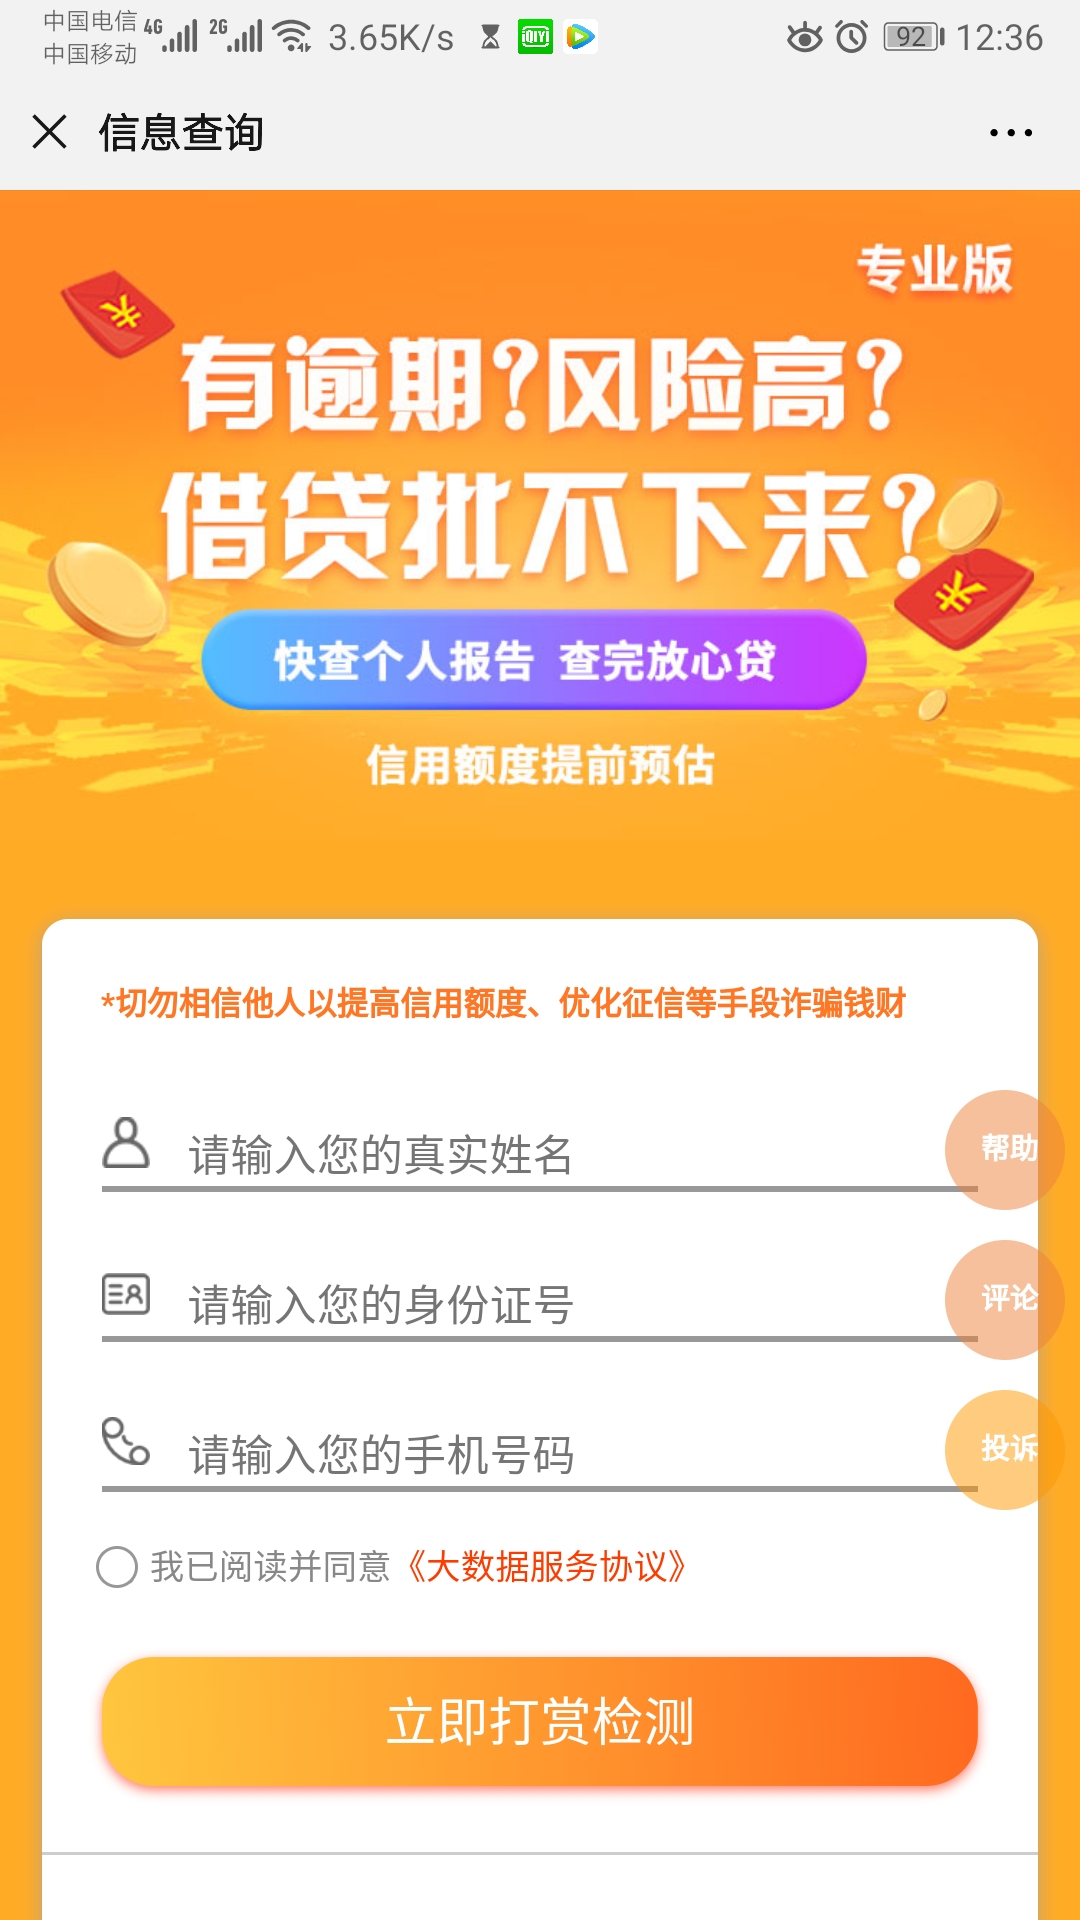 中国电信 4G 2G 3.65K/s iQIYI 92 12:36
中国移动
信息查询
专业版
有逾期?风险高?
借贷批不下来?
快查个人报告 查完放心贷
信用额度提前预估
*切勿相信他人以提高信用额度、优化征信等手段诈骗钱财
请输入您的真实姓名
帮助
请输入您的身份证号
评论
请输入您的手机号码
投诉
我已阅读并同意《大数据服务协议》
立即打赏检测